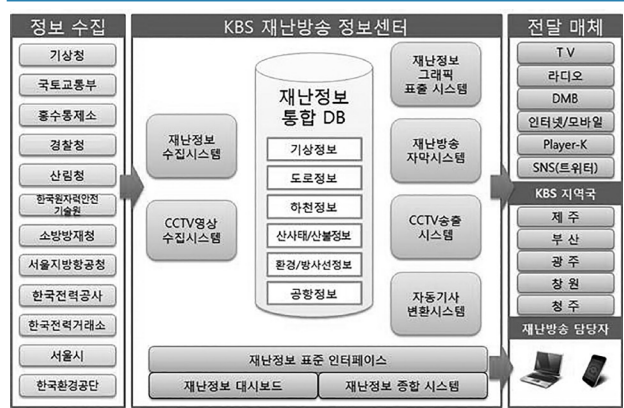 정보 수집
기상청
국토교통부
홍수통제소
경찰청
산림청
한국원자력안전
기술원
소방방재청
서울지방항공청
한국전력공사
한국전력거래소
서울시
한국환경공단
KBS 재난방송 정보센터
재난정보
수집시스템
CCTV영상
수집시스템
재난정보
통합 DB
기상정보
도로정보
하천정보
산사태/산불정보
환경/방사선정보
공항정보
재난정보
그래픽
표출 시스템
재난방송
자막시스템
CCTV송출
시스템
자동기사
변환시스템
재난정보 표준 인터페이스
재난정보 대시보드
재난정보 종합 시스템
전달 매체
T V
라디오
DMB
인터넷/모바일
Player-K
SNS(트위터)
KBS 지역국
제 주
부 산
광 주
창 원
청 주
재난방송 담당자